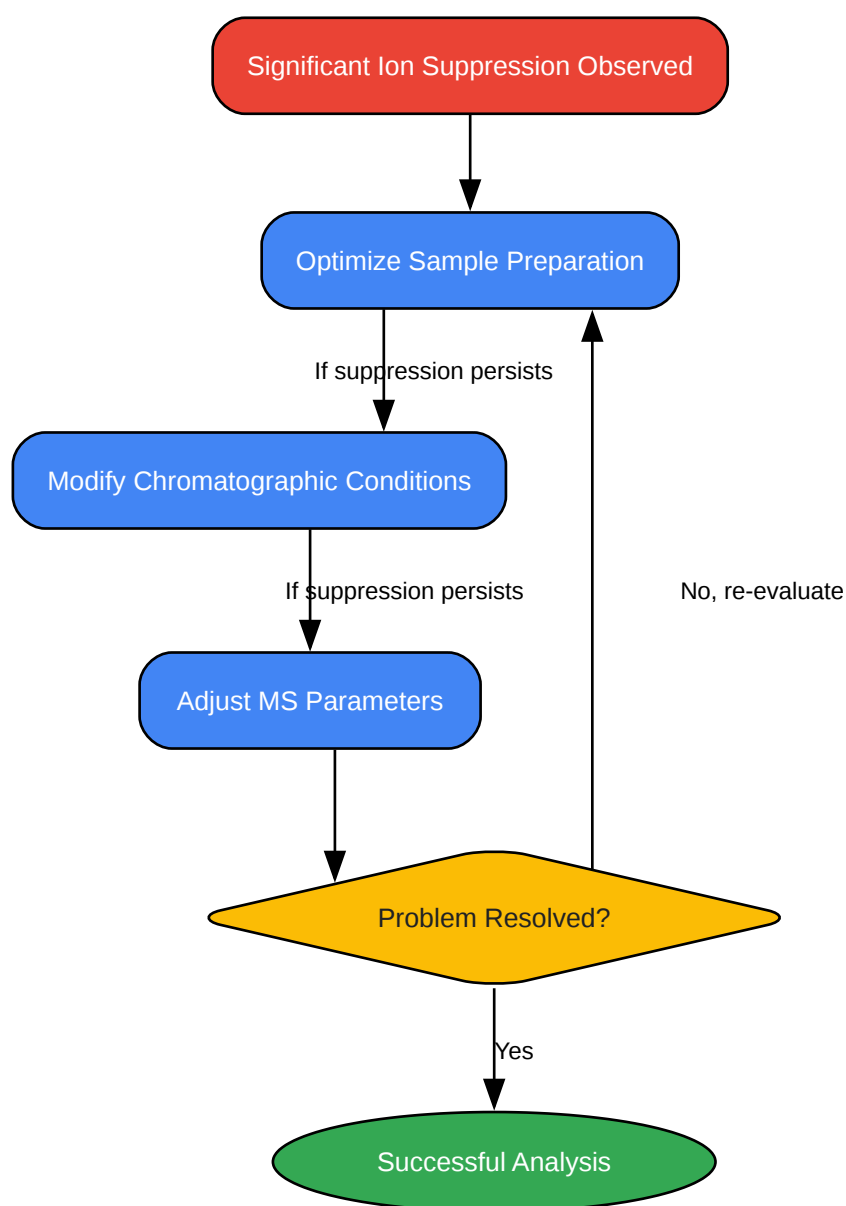 Significant Ion Suppression Observed
Optimize Sample Preparation
If suppression persists
Modify Chromatographic Conditions
If suppression persists
No, re-evaluate
Adjust MS Parameters
Problem Resolved?
Yes
Successful Analysis